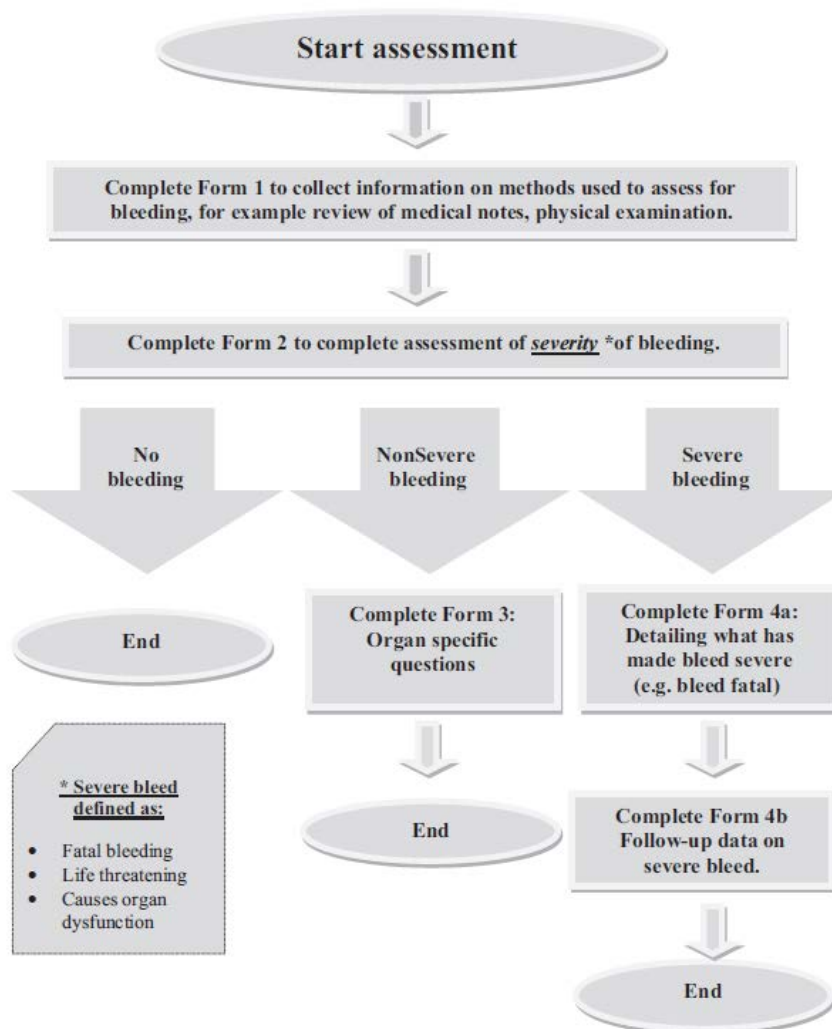 Start assessment
Complete Form 1 to collect information on methods used to assess for
bleeding, for example review of medical notes, physical examination.
Complete Form 2 to complete assessment of severity *of bleeding.
No
bleeding
NonSevere
bleeding
Severe
bleeding
End
Complete Form 3:
Organ specific
questions
Complete Form 4a:
Detailing what has
made bleed severe
(e.g. bleed fatal)
* Severe bleed
defined as:
• Fatal bleeding
• Life threatening
• Causes organ
dysfunction
End
Complete Form 4b
Follow-up data on
severe bleed.
End